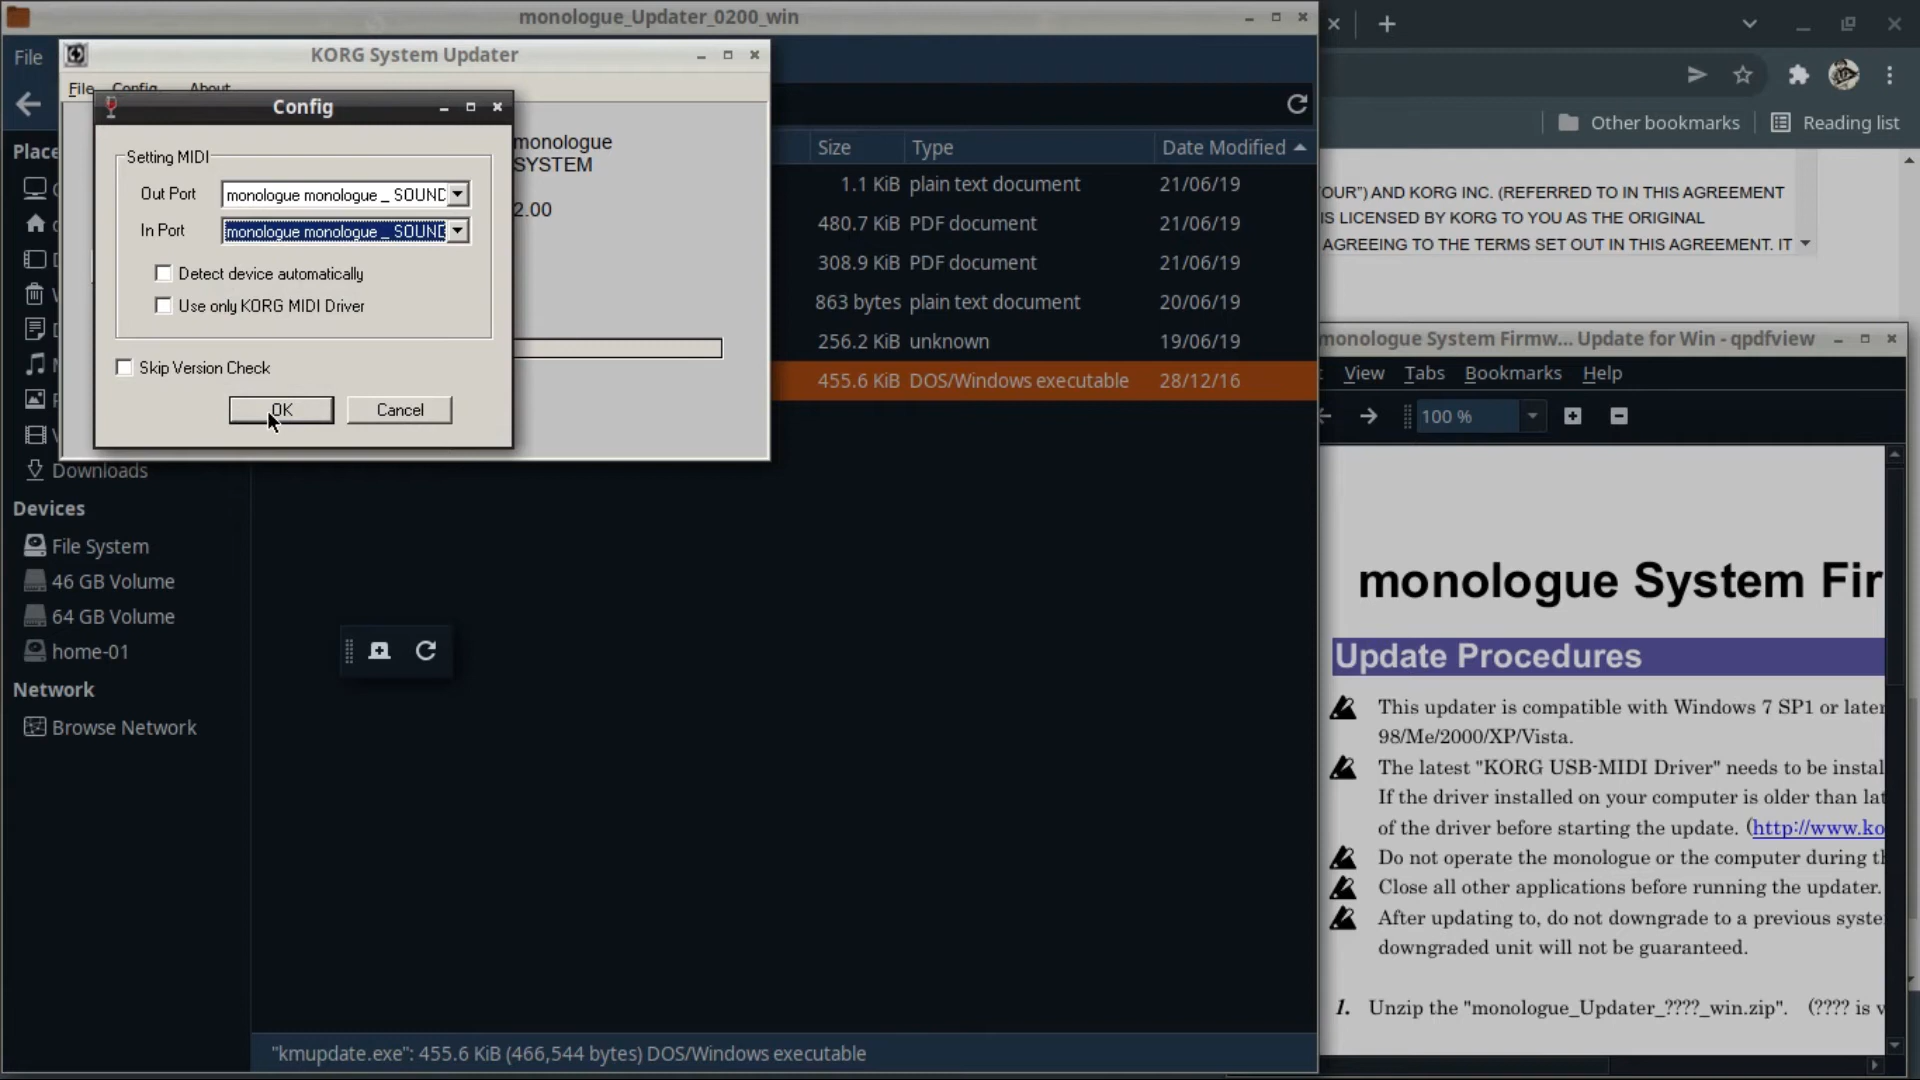 monologue_Updater_0200_win
File
KORG System Updater
File Config About
Config
Setting MIDI
Out Port monologue monologue _ SOUND
In Port monologue monologue _ SOUND
Detect device automatically
Use only KORG MIDI Driver
Skip Version Check
OK Cancel
monologue
SYSTEM
2.00
Place
Downloads
Devices
File System
46 GB Volume
64 GB Volume
home-01
Network
Browse Network
Size Type Date Modified
1.1 KiB plain text document 21/06/19
480.7 KiB PDF document 21/06/19
308.9 KiB PDF document 21/06/19
863 bytes plain text document 20/06/19
256.2 KiB unknown 19/06/19
455.6 KiB DOS/Windows executable 28/12/16
"kmupdate.exe": 455.6 KiB (466,544 bytes) DOS/Windows executable
Other bookmarks Reading list
OUR") AND KORG INC. (REFERRED TO IN THIS AGREEMENT
IS LICENSED BY KORG TO YOU AS THE ORIGINAL
AGREEING TO THE TERMS SET OUT IN THIS AGREEMENT. IT
monologue System Firmw... Update for Win - qpdfview
View Tabs Bookmarks Help
100 %
monologue System Fir
Update Procedures
This updater is compatible with Windows 7 SP1 or later
98/Me/2000/XP/Vista.
The latest "KORG USB-MIDI Driver" needs to be instal
If the driver installed on your computer is older than lat
of the driver before starting the update. (http://www.ko
Do not operate the monologue or the computer during th
Close all other applications before running the updater.
After updating to, do not downgrade to a previous syste
downgraded unit will not be guaranteed.
1. Unzip the "monologue_Updater_????_win.zip". (???? is v